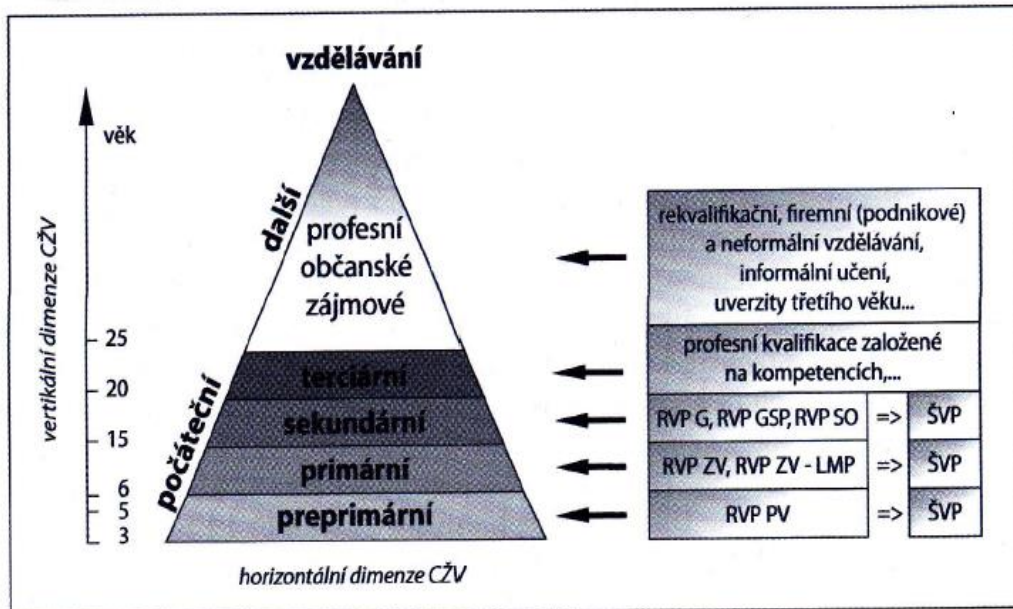 vzdělávání
věk
vertikální dimenze CŽV
25
20
15
6
5
3
další
počáteční
profesní
občanské
zájmové
terciární
sekundární
primární
preprimární
horizontální dimenze CŽV
rekvalifikační, firemní (podnikové)
a neformální vzdělávání,
informální učení,
uverzity třetího věku...
profesní kvalifikace založené
na kompetencích,...
RVP G, RVP GSP, RVP SO => ŠVP
RVP ZV, RVP ZV - LMP => ŠVP
RVP PV => ŠVP